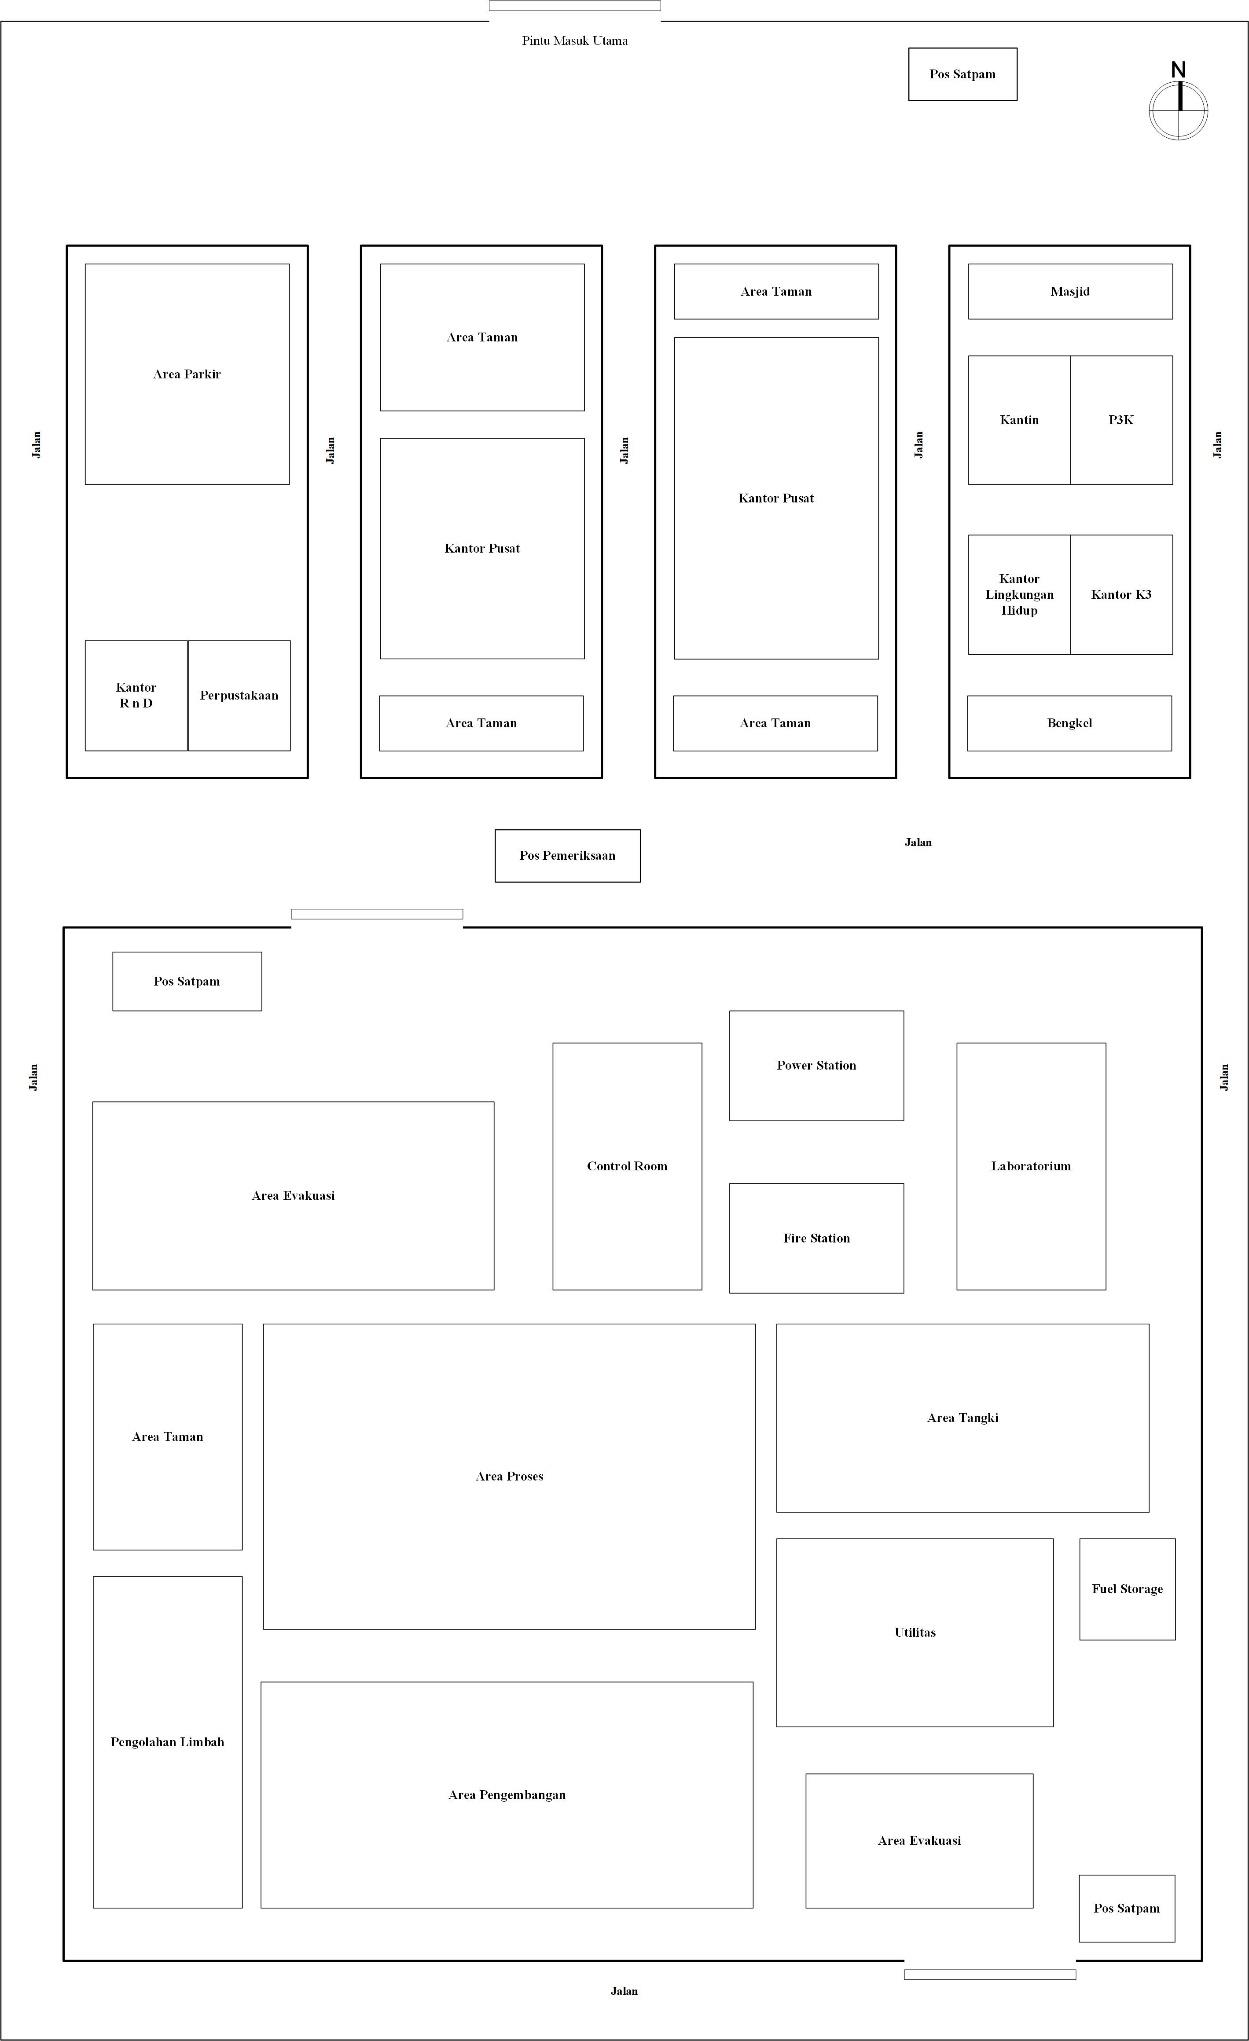 Pintu Masuk Utama
Pos Satpam
N
Area Taman
Masjid
Area Taman
Area Parkir
Kantin
P3K
Jalan
Jalan
Jalan
Jalan
Jalan
Kantor Pusat
Kantor Pusat
Kantor
Lingkungan
Hidup
Kantor K3
Kantor
R n D
Perpustakaan
Area Taman
Area Taman
Bengkel
Jalan
Pos Pemeriksaan
Pos Satpam
Power Station
Jalan
Jalan
Control Room
Laboratorium
Area Evakuasi
Fire Station
Area Tangki
Area Taman
Area Proses
Fuel Storage
Utilitas
Pengolahan Limbah
Area Pengembangan
Area Evakuasi
Pos Satpam
Jalan